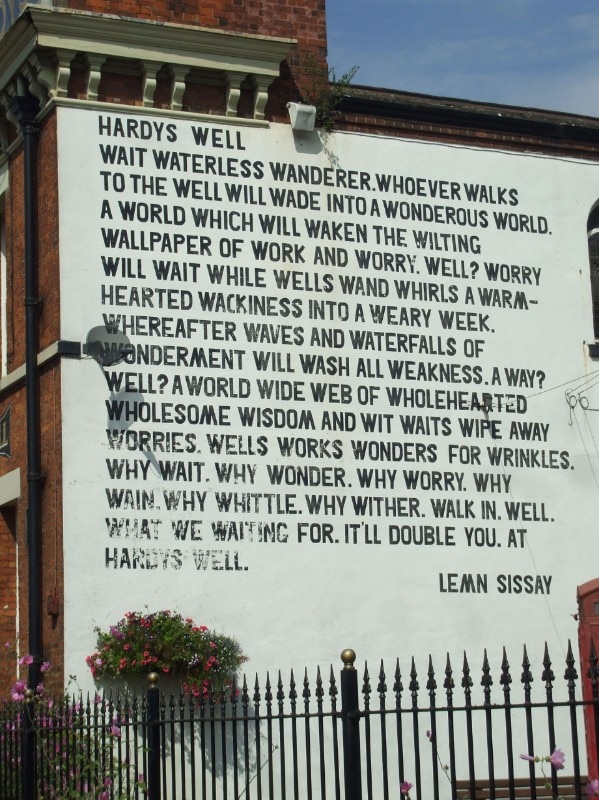 HARDYS WELL
WAIT WATERLESS WANDERER.WHOEVER WALKS
TO THE WELL WILL WADE INTO A WONDEROUS WORLD.
A WORLD WHICH WILL WAKEN THE WILTING
WALLPAPER OF WORK AND WORRY. WELL? WORRY
WILL WAIT WHILE WELLS WAND WHIRLS A WARM-
HEARTED WACKINESS INTO A WEARY WEEK.
WHEREAFTER WAVES AND WATERFALLS OF
WONDERMENT WILL WASH ALL WEAKNESS. A WAY?
WELL? A WORLD WIDE WEB OF WHOLEHEARTED
WHOLESOME WISDOM AND WIT WAITS WIPE AWAY
WORRIES. WELLS WORKS WONDERS FOR WRINKLES.
WHY WAIT. WHY WONDER. WHY WORRY. WHY
WAIN. WHY WHITTLE. WHY WITHER. WALK IN. WELL.
WHAT WE WAITING FOR. IT'LL DOUBLE YOU. AT
HARDYS WELL.
LEMN SISSAY